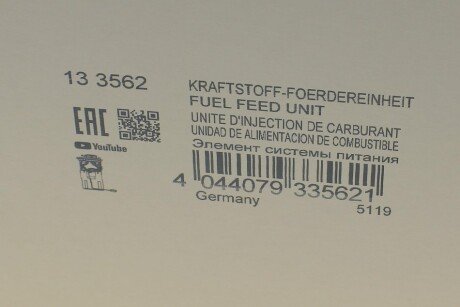 13 3562
KRAFTSTOFF-FOERDEREINHEIT
FUEL FEED UNIT
UNITE D'INJECTION DE CARBURANT
UNIDAD DE ALIMENTACION DE COMBUSTIBLE
Элемент системы питания
EAC
YouTube
4 044079 335621
Germany
5119